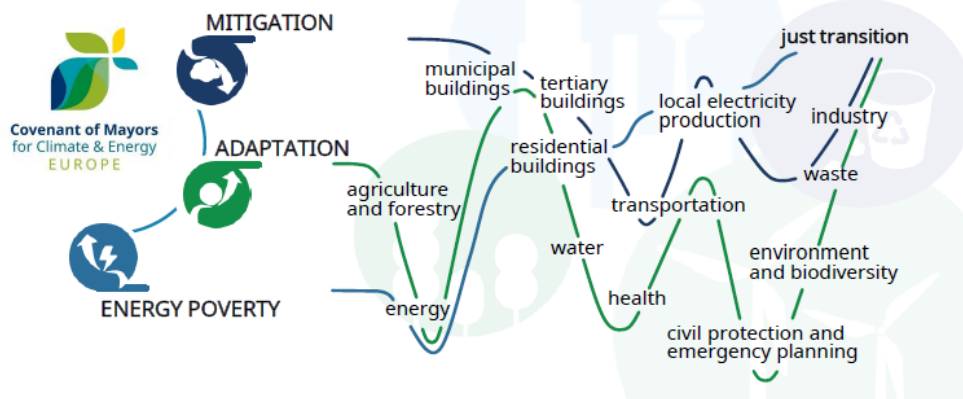 MITIGATION
Covenant of Mayors
for Climate & Energy
EUROPE
ADAPTATION
ENERGY POVERTY
municipal
buildings
tertiary
buildings
residential
buildings
agriculture
and forestry
energy
water
health
transportation
local electricity
production
just transition
industry
waste
environment
and biodiversity
civil protection and
emergency planning